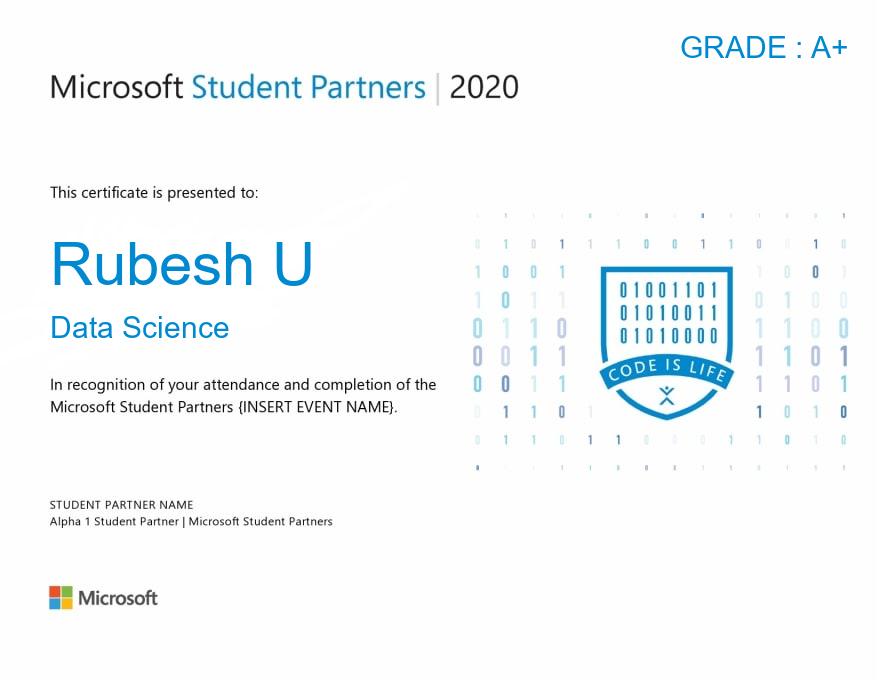 GRADE : A+
Microsoft Student Partners | 2020
This certificate is presented to:
Rubesh U
Data Science
In recognition of your attendance and completion of the
Microsoft Student Partners {INSERT EVENT NAME}.
01001101
01010011
01010000
CODE IS LIFE
STUDENT PARTNER NAME
Alpha 1 Student Partner | Microsoft Student Partners
Microsoft